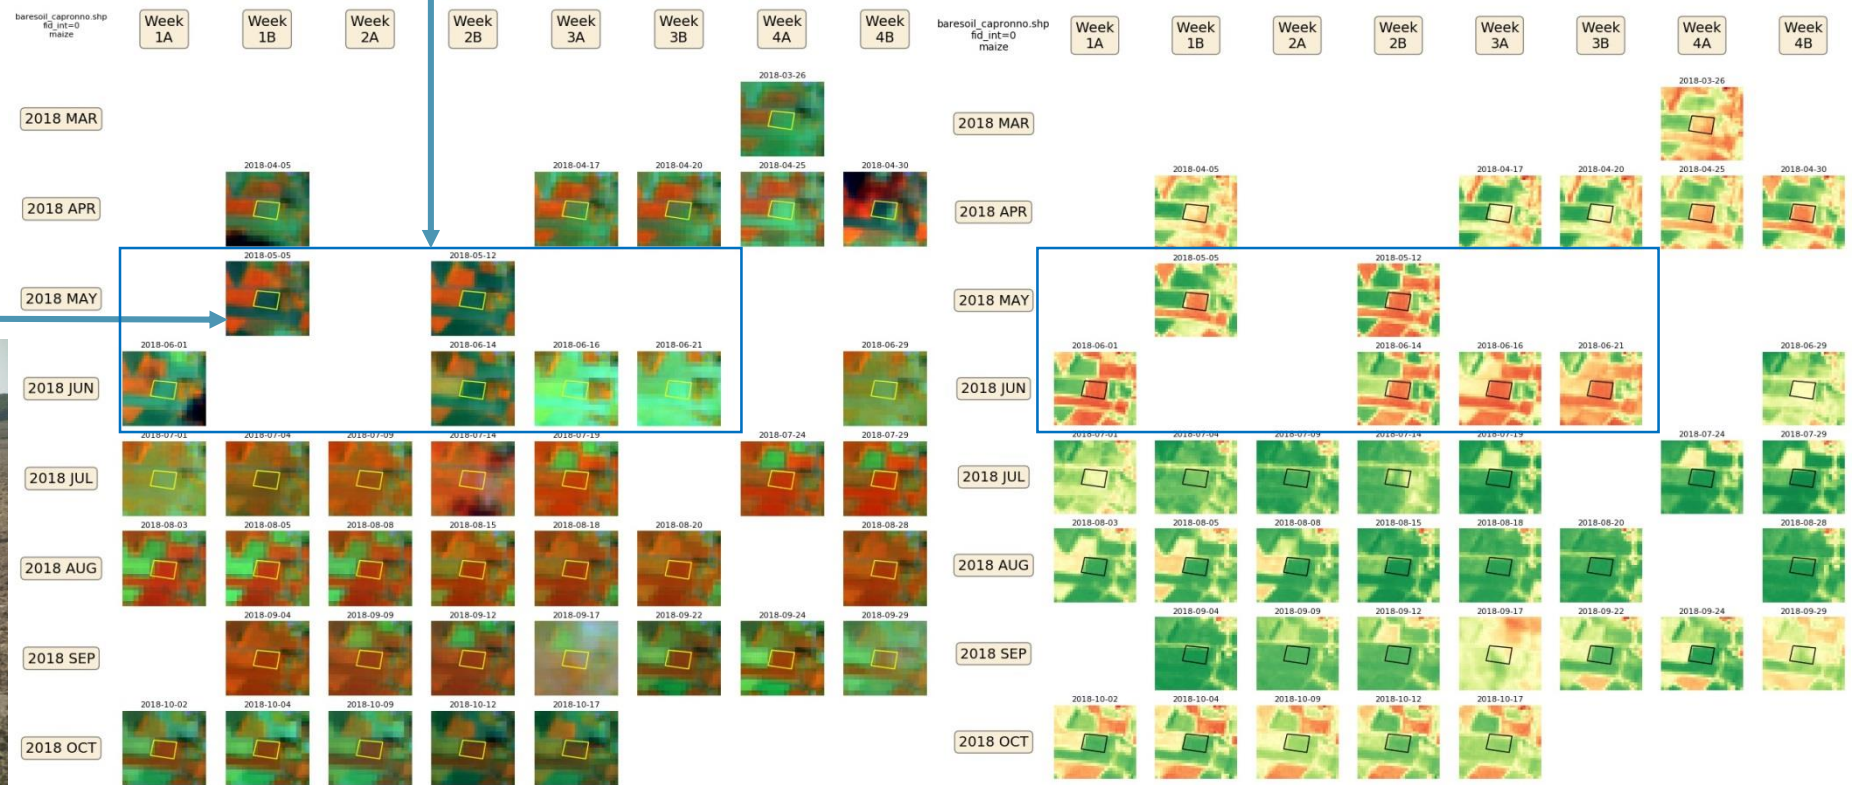 baresoil_capronno.shp
fid_int=0
maize
Week
1A
Week
1B
Week
2A
Week
2B
Week
3A
Week
3B
Week
4A
Week
4B
2018 MAR
2018-03-26
2018 APR
2018-04-05
2018-04-17
2018-04-20
2018-04-25
2018-04-30
2018 MAY
2018-05-05
2018-05-12
2018 JUN
2018-06-01
2018-06-14
2018-06-16
2018-06-21
2018-06-29
2018 JUL
2018-07-01
2018-07-04
2018-07-09
2018-07-14
2018-07-19
2018-07-24
2018-07-29
2018 AUG
2018-08-03
2018-08-05
2018-08-08
2018-08-15
2018-08-18
2018-08-20
2018-08-28
2018 SEP
2018-09-04
2018-09-09
2018-09-12
2018-09-17
2018-09-22
2018-09-24
2018-09-29
2018 OCT
2018-10-02
2018-10-04
2018-10-09
2018-10-12
2018-10-17
baresoil_capronno.shp
fid_int=0
maize
Week
1A
Week
1B
Week
2A
Week
2B
Week
3A
Week
3B
Week
4A
Week
4B
2018 MAR
2018-03-26
2018 APR
2018-04-05
2018-04-17
2018-04-20
2018-04-25
2018-04-30
2018 MAY
2018-05-05
2018-05-12
2018 JUN
2018-06-01
2018-06-14
2018-06-16
2018-06-21
2018-06-29
2018 JUL
2018-07-01
2018-07-04
2018-07-09
2018-07-14
2018-07-19
2018-07-24
2018-07-29
2018 AUG
2018-08-03
2018-08-05
2018-08-08
2018-08-15
2018-08-18
2018-08-20
2018-08-28
2018 SEP
2018-09-04
2018-09-09
2018-09-12
2018-09-17
2018-09-22
2018-09-24
2018-09-29
2018 OCT
2018-10-02
2018-10-04
2018-10-09
2018-10-12
2018-10-17